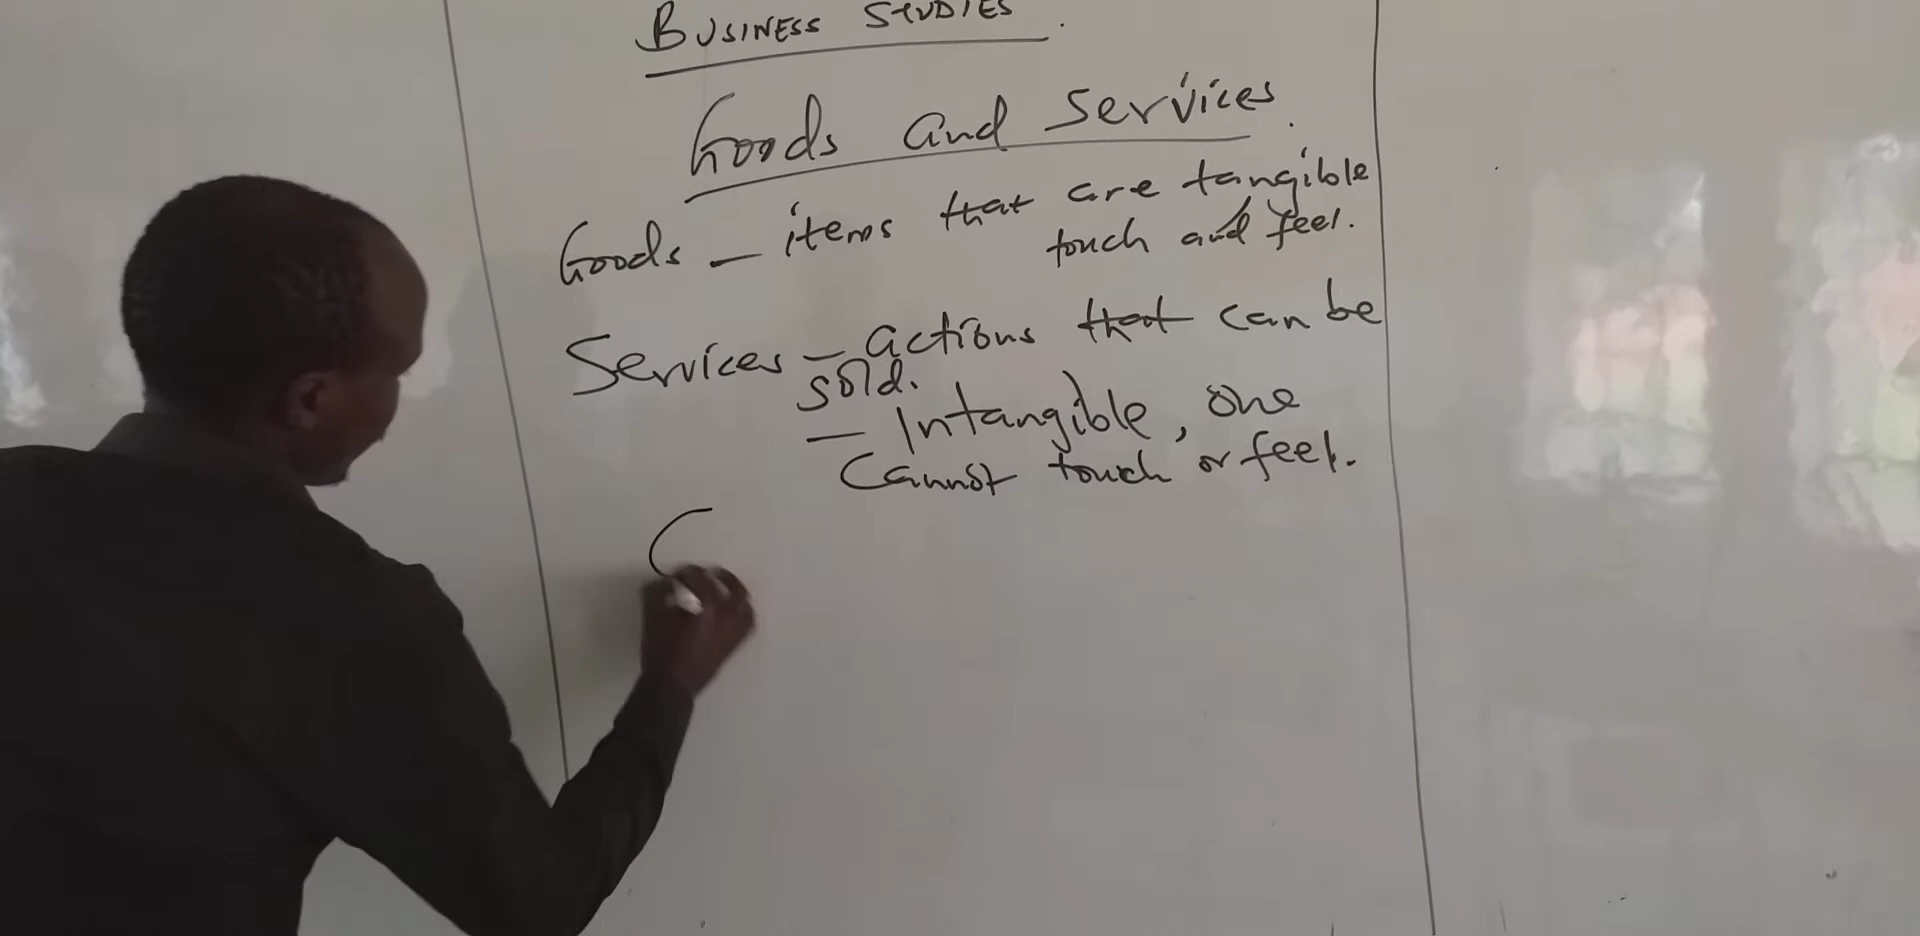 BUSINESS STUDIES.
Goods and services.
Goods – items that are tangible
touch and feel.
Services – actions that can be
sold.
– Intangible, one
Cannot touch or feel.